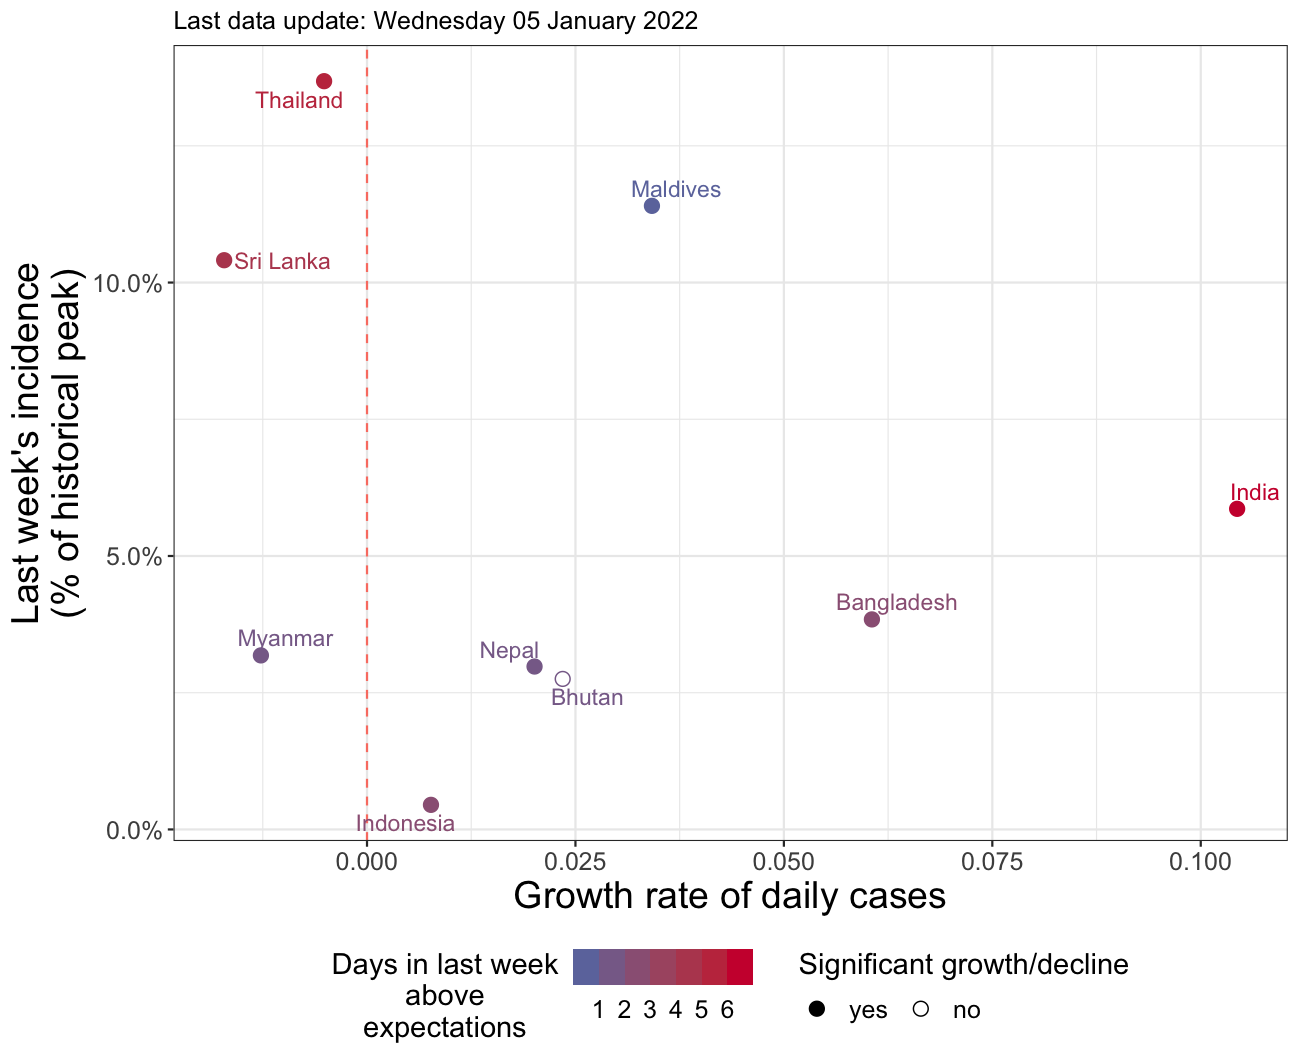 Last data update: Wednesday 05 January 2022
Thailand
Maldives
Sri Lanka
10.0%
India
5.0%
Bangladesh
Myanmar
Nepal
Bhutan
Indonesia
0.0%
Last week's incidence
(% of historical peak)
0.000 0.025 0.050 0.075 0.100
Growth rate of daily cases
Days in last week
above
expectations
1 2 3 4 5 6
Significant growth/decline
yes no